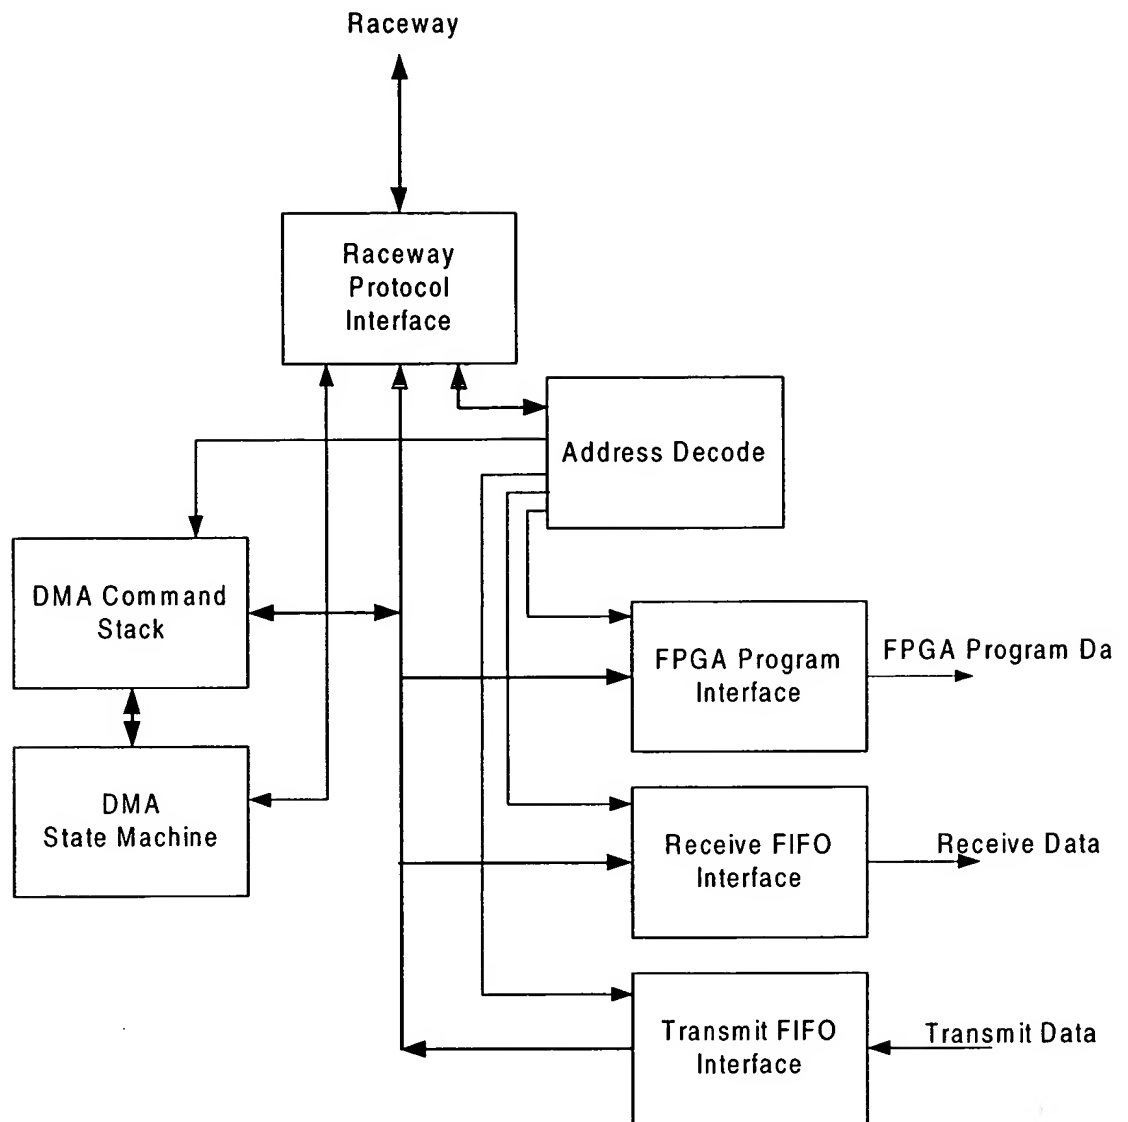 Raceway
Raceway
Protocol
Interface
Address Decode
DMA Command
Stack
FPGA Program
Interface
FPGA Program Da
DMA
State Machine
Receive FIFO
Interface
Receive Data
Transmit FIFO
Interface
Transmit Data